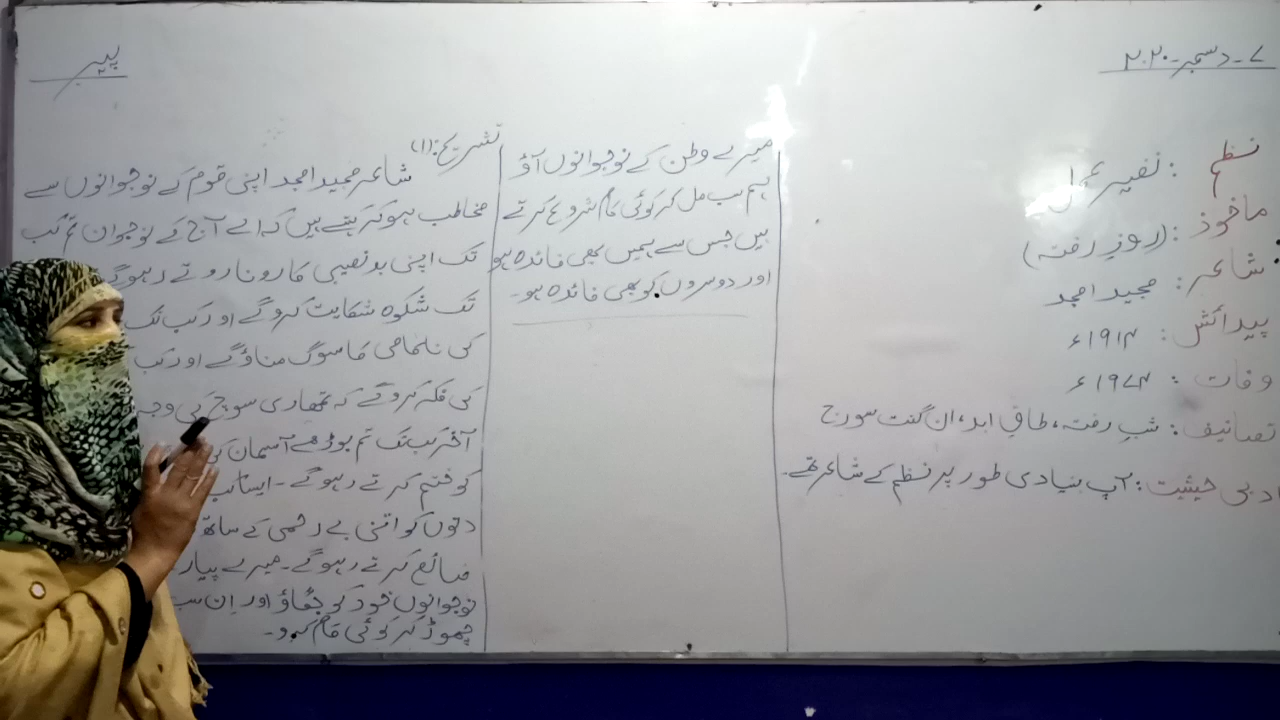 ۷ - دسمبر - ۲۰۲۰
پیر
نظم : نفیرِ عمل
ماخوذ : (روزِ رفتہ)
شاعر : مجید امجد
پیدائش : ۱۹۱۴ء
وفات : ۱۹۷۴ء
تصانیف : شبِ رفتہ، طاقِ ابد، ان گنت سورج
ادبی حیثیت : آپ بنیادی طور پر نظم کے شاعر تھے۔
میرے وطن کے نوجوانوں آؤ
ہم سب مل کر کوئی کام شروع کرتے
ہیں جس سے ہمیں بھی فائدہ ہو
اور دوسروں کو بھی فائدہ ہو۔
تشریح: (۱)
شاعر مجید امجد اپنی قوم کے نوجوانوں سے
مخاطب ہو کر کہتے ہیں کہ اے آج کے نوجوان تم کب
تک اپنی بد نصیبی کا رونا روتے رہو گے
تک شکوہ شکایت کرو گے اور کب تک
کی ناکامی کا سوگ مناؤ گے اور کب
کی فکر کرو گے کہ تمھاری سوچ کی وجہ
آخر کب تک تم بوڑھے آسمان کی
کو ختم کرتے رہو گے۔ ایسا کب
دنوں کو اتنی بے رحمی کے ساتھ
ضائع کرتے رہو گے۔ میرے پیارے
نوجوانوں خود کو جگاؤ اور اِن سب
چھوڑ کر کوئی کام کرو۔